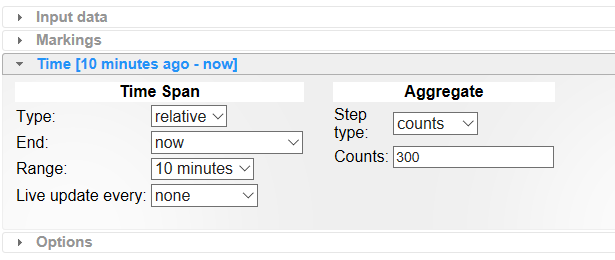 Input data
Markings
Time [10 minutes ago - now]
Time Span
Type: relative
End: now
Range: 10 minutes
Live update every: none
Aggregate
Step type: counts
Counts: 300
Options